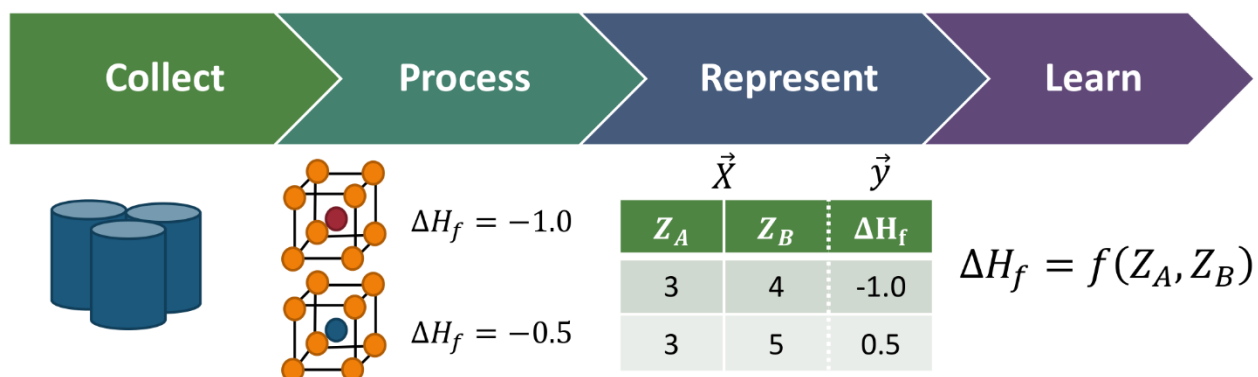 Collect
Process
Represent
Learn
ΔH_f = −1.0
ΔH_f = −0.5
X⃗ y⃗
Z_A Z_B ΔH_f
3 4 -1.0
3 5 0.5
ΔH_f = f(Z_A, Z_B)